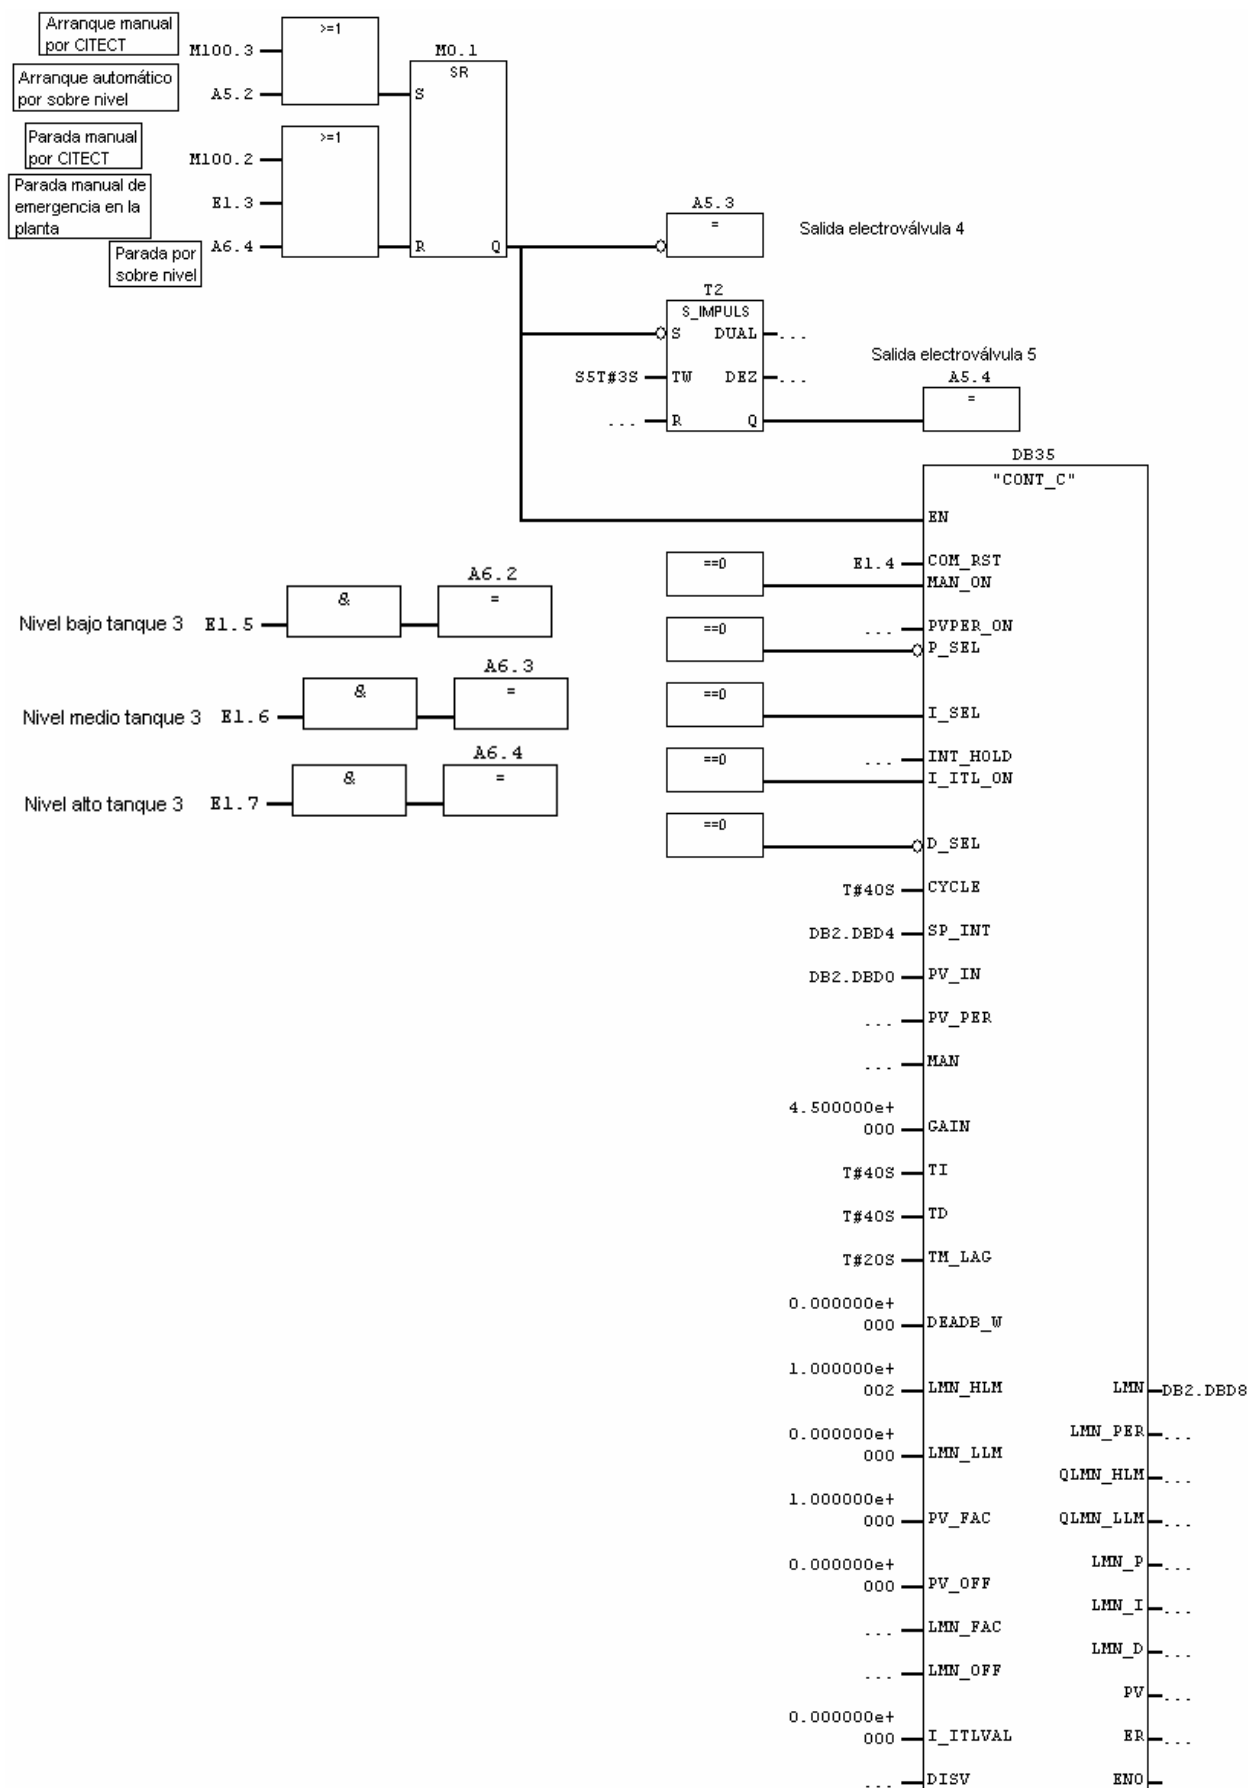 Arranque manual
por CITECT
M100.3
>=1
Arranque automático
por sobre nivel
A5.2
M0.1
SR
S
Parada manual
por CITECT
M100.2
>=1
Parada manual de
emergencia en la
planta
E1.3
Parada por
sobre nivel
A6.4
R
Q
A5.3
=
Salida electroválvula 4
T2
S_IMPULS
S
DUAL
...
S5T#3S
TW
DEZ
...
...
R
Q
Salida electroválvula 5
A5.4
=
DB35
"CONT_C"
EN
E1.4
COM_RST
==0
MAN_ON
...
PVPER_ON
==0
P_SEL
==0
I_SEL
...
INT_HOLD
==0
I_ITL_ON
==0
D_SEL
Nivel bajo tanque 3
E1.5
&
A6.2
=
Nivel medio tanque 3
E1.6
&
A6.3
=
Nivel alto tanque 3
E1.7
&
A6.4
=
T#40S
CYCLE
DB2.DBD4
SP_INT
DB2.DBD0
PV_IN
...
PV_PER
...
MAN
4.500000e+
000
GAIN
T#40S
TI
T#40S
TD
T#20S
TM_LAG
0.000000e+
000
DEADB_W
1.000000e+
002
LMN_HLM
LMN
DB2.DBD8
0.000000e+
000
LMN_LLM
LMN_PER
...
QLMN_HLM
...
1.000000e+
000
PV_FAC
QLMN_LLM
...
0.000000e+
000
PV_OFF
LMN_P
...
LMN_I
...
...
LMN_FAC
LMN_D
...
...
LMN_OFF
PV
...
0.000000e+
000
I_ITLVAL
ER
...
...
DISV
ENO